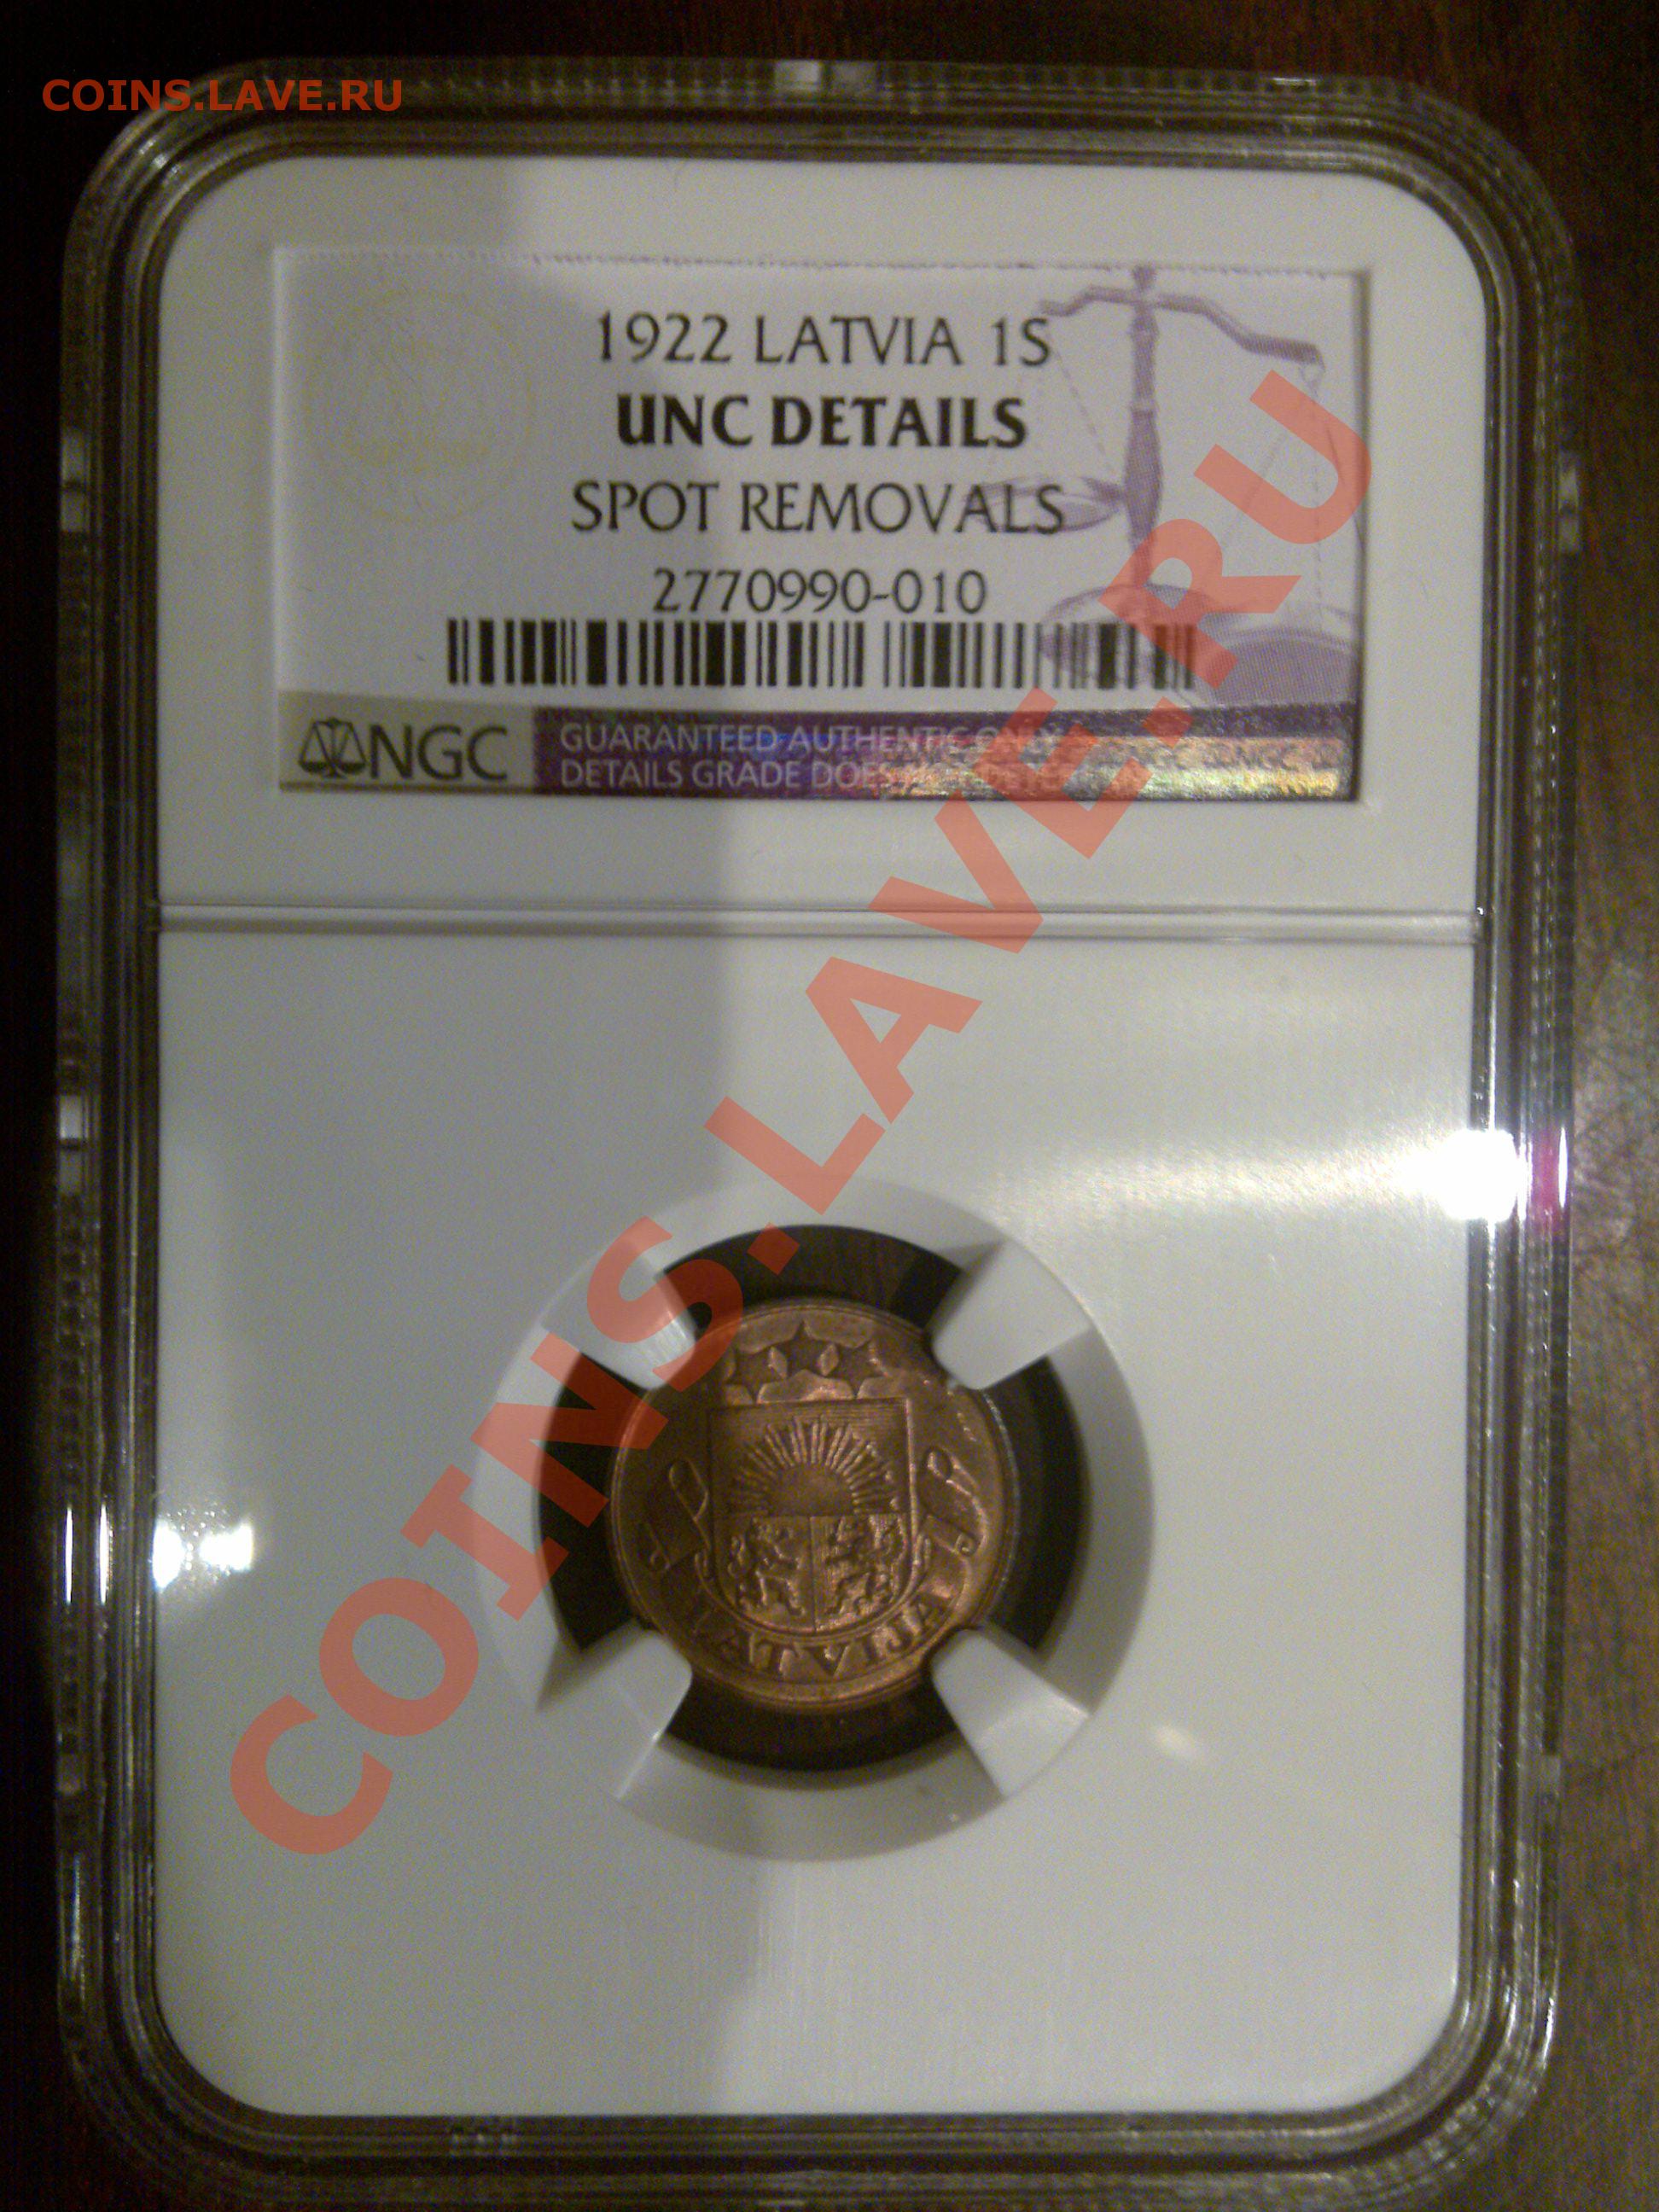 COINS.LAVE.RU
1922 LATVIA 1S
UNC DETAILS
SPOT REMOVALS
2770990-010
NGC
GUARANTEED AUTHENTIC ONLY
DETAILS GRADE DOES NOT
COINS.LAVE.RU
LATVIJA